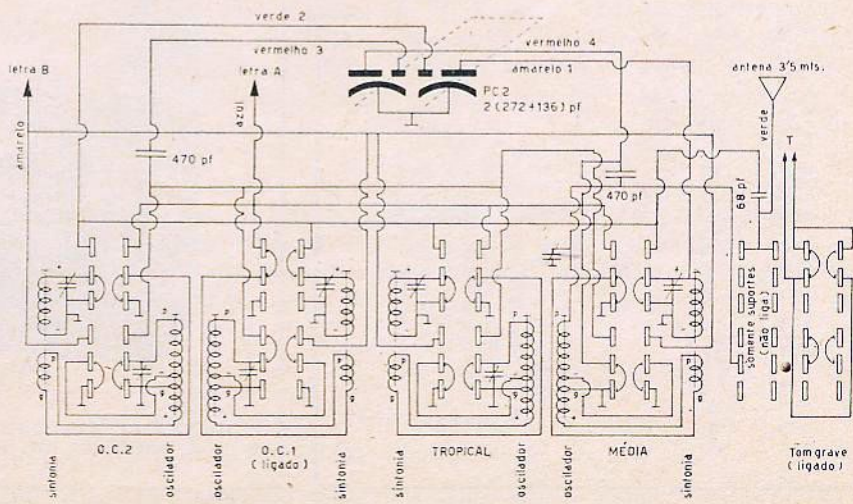 verde 2
vermelho 3
vermelho 4
letra B
letra A
amarelo 1
antena 3'5 mts.
PC2
2 (272+136) pf
azul
amarelo
verde
T
470 pf
470 pf
68 pf
somente suportes
(não liga)
P
P
P
P
P
P
P
P
g
g
g
g
g
g
g
g
O.C.2
O.C.1
(ligado)
TROPICAL
MÉDIA
Tom grave
(ligado)
sintonia
oscilador
oscilador
sintonia
sintonia
oscilador
oscilador
sintonia